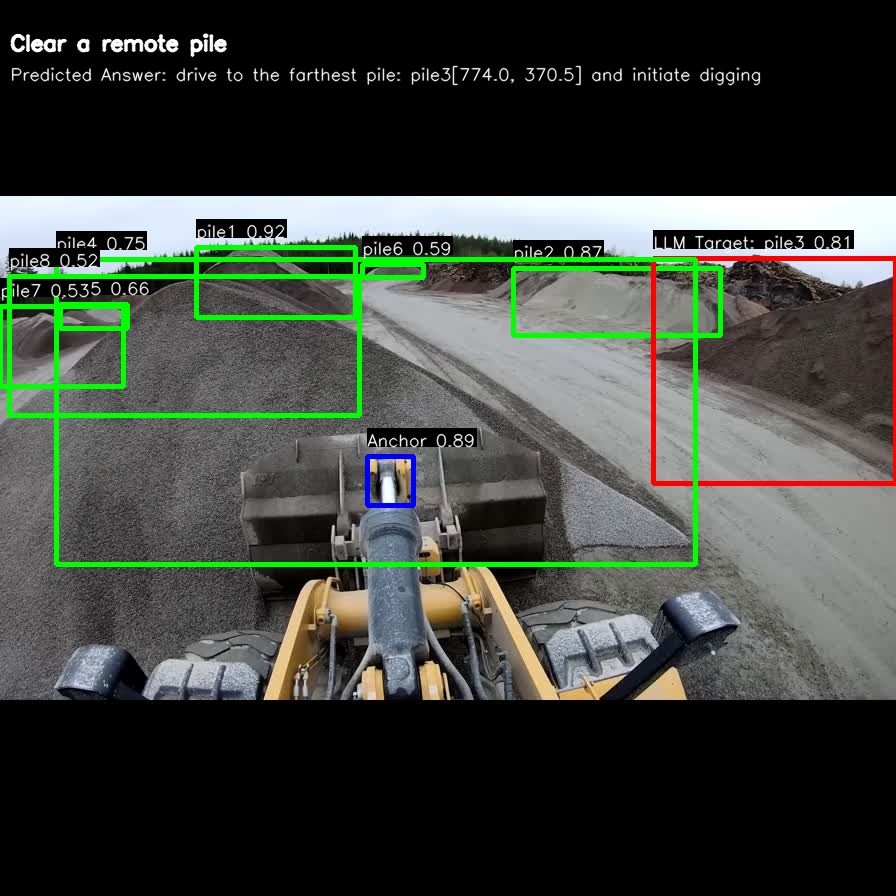 Clear a remote pile
Predicted Answer: drive to the farthest pile: pile3[774.0, 370.5] and initiate digging
pile1 0.92
pile4 0.75
pile6 0.59
LLM Target: pile3 0.81
pile2 0.87
pile8 0.52
pile7 0.535 0.66
Anchor 0.89